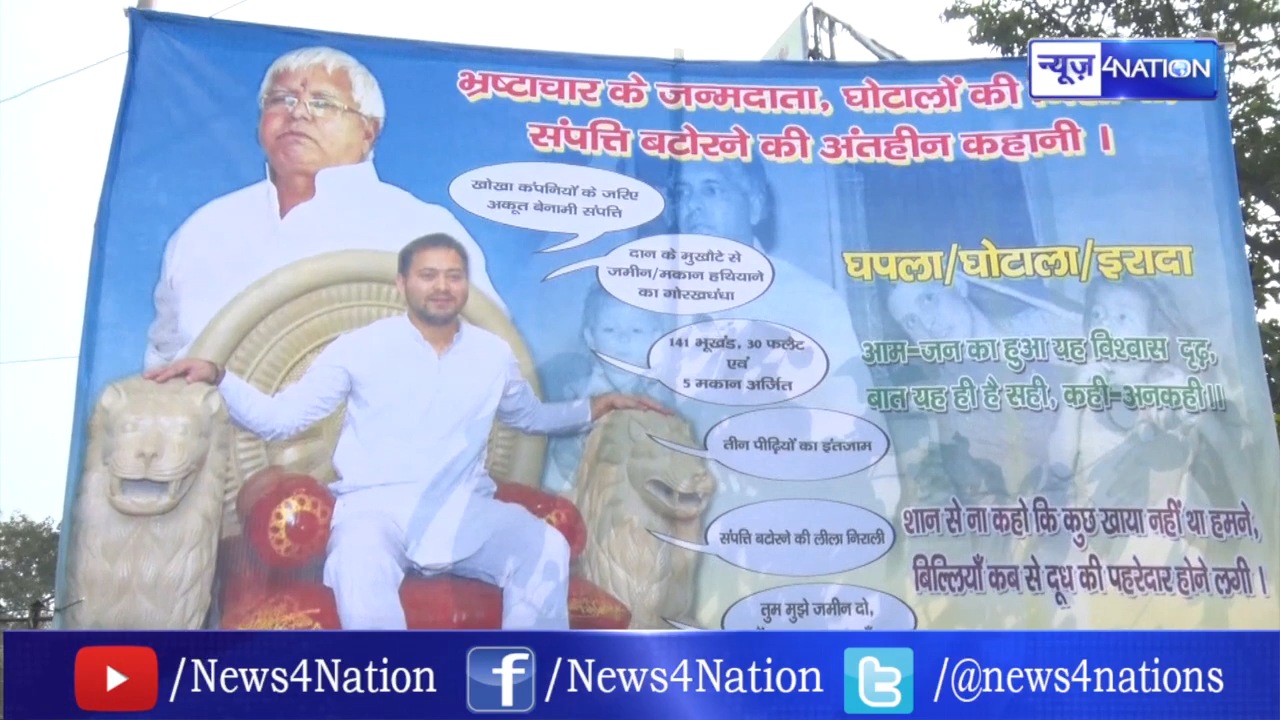 न्यूज़ 4NATION
भ्रष्टाचार के जन्मदाता, घोटालों की
संपत्ति बटोरने की अंतहीन कहानी ।
खोखा कंपनियों के जरिए
अकूत बेनामी संपत्ति
दान के मुखौटे से
जमीन/मकान हथियाने
का गोरखधंधा
घपला/घोटाला/इरादा
141 भूखंड, 30 फ्लैट
एवं
5 मकान अर्जित
आम-जन का हुआ यह विश्वास दृढ़,
बात यह ही है सही, कही-अनकही।।
तीन पीढ़ियों का इंतजाम
संपत्ति बटोरने की लीला निराली
शान से ना कहो कि कुछ खाया नहीं था हमने,
बिल्लियाँ कब से दूध की पहरेदार होने लगी ।
तुम मुझे जमीन दो,
/News4Nation
/News4Nation
/@news4nations